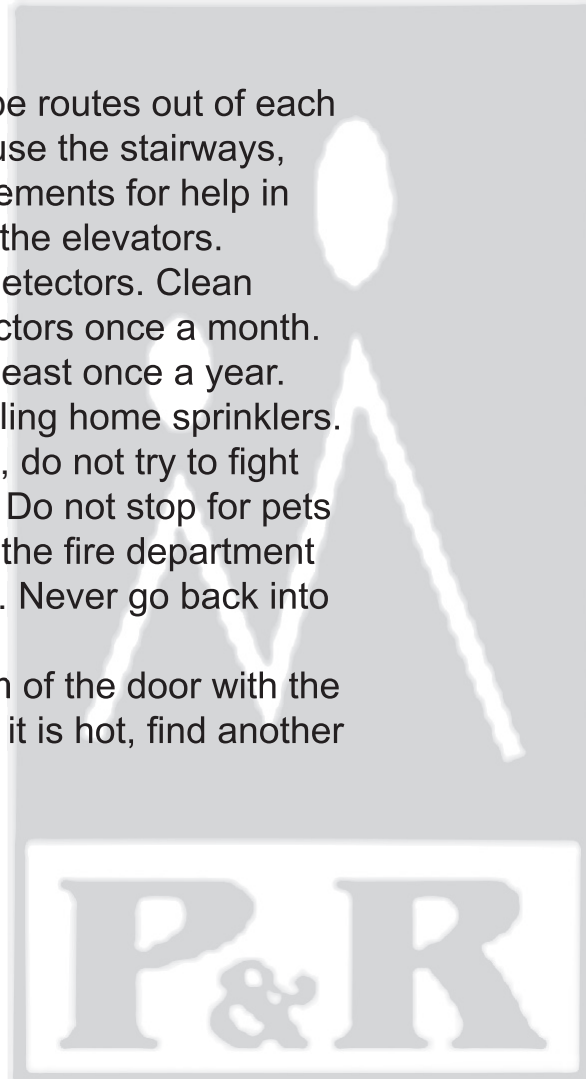 pe routes out of each
use the stairways,
ements for help in
the elevators.
etectors. Clean
ctors once a month.
east once a year.
ling home sprinklers.
, do not try to fight
Do not stop for pets
the fire department
. Never go back into
n of the door with the
it is hot, find another
P&R